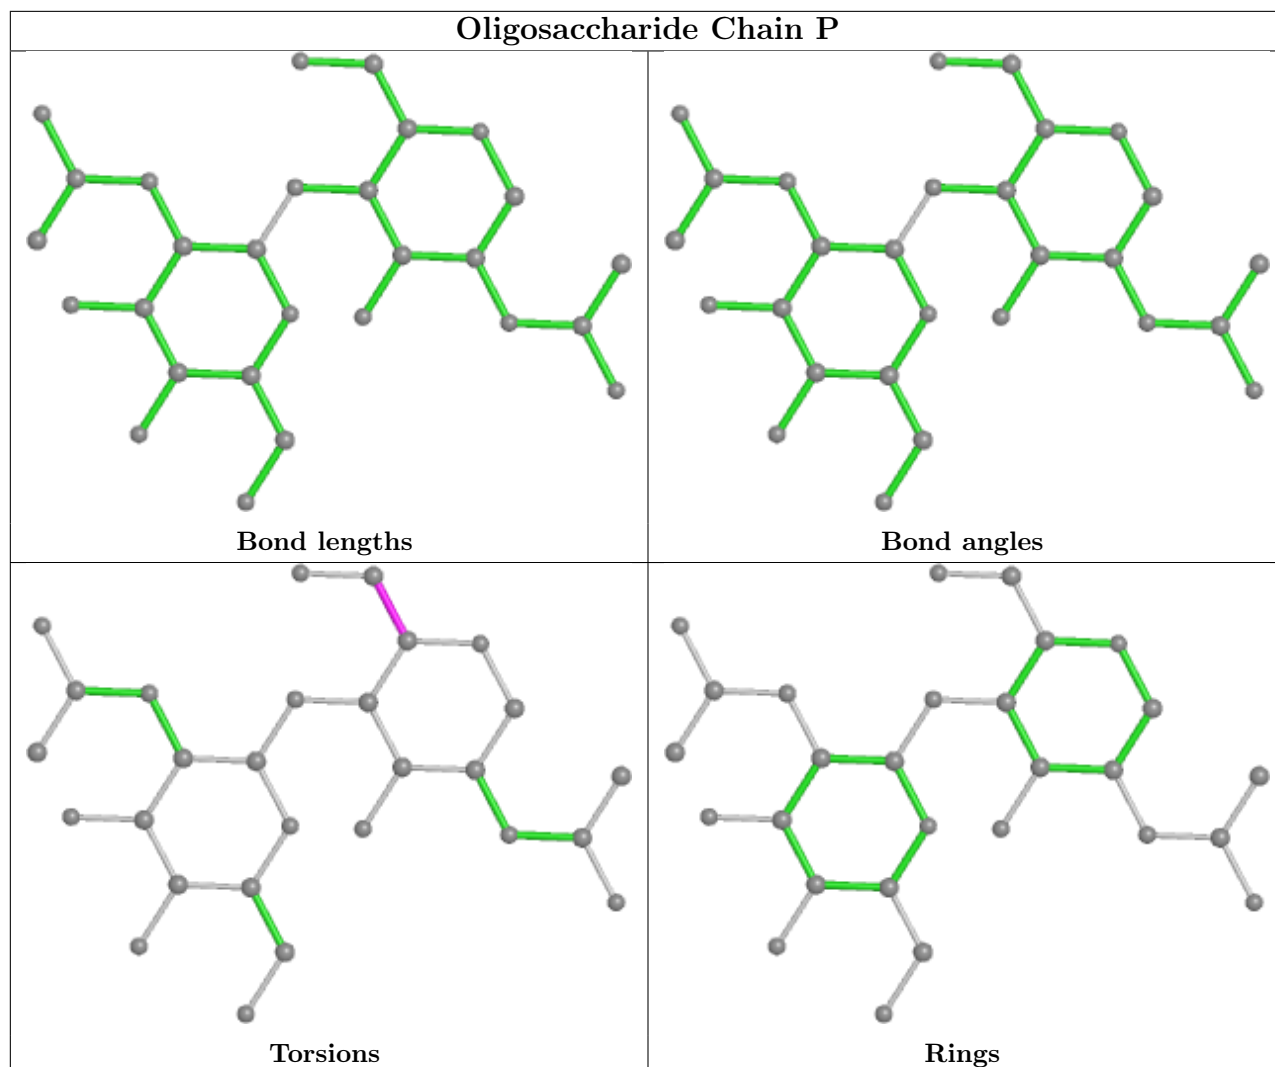 Oligosaccharide Chain P
Bond lengths
Bond angles
Torsions
Rings